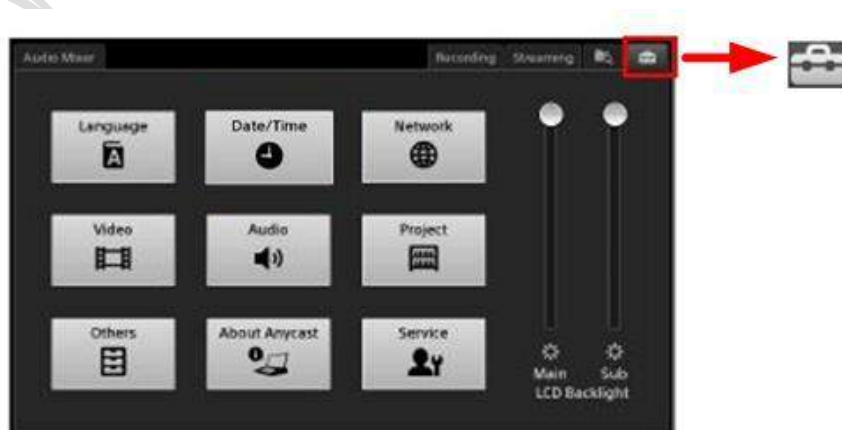 Audio Mixer Recording Streaming
Language Date/Time Network
A
Video Audio Project
Others About Anycast Service
Main Sub
LCD Backlight